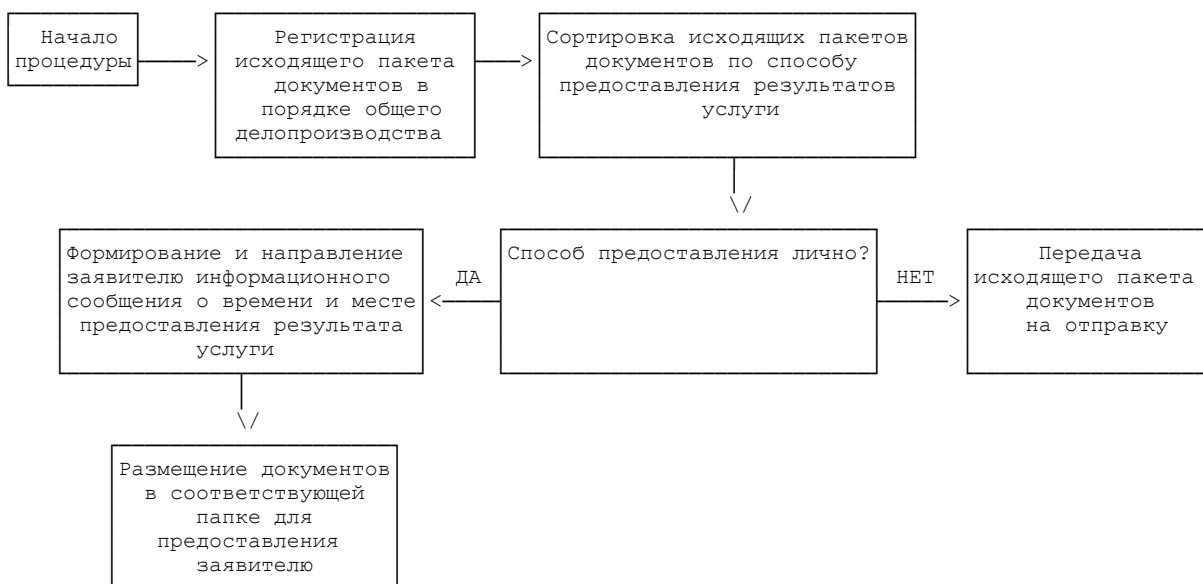 Начало
процедуры
Регистрация
исходящего пакета
документов в
порядке общего
делопроизводства
Сортировка исходящих пакетов
документов по способу
предоставления результатов
услуги
Формирование и направление
заявителю информационного
сообщения о времени и месте
предоставления результата
услуги
ДА
Способ предоставления лично?
НЕТ
Передача
исходящего пакета
документов
на отправку
Размещение документов
в соответствующей
папке для
предоставления
заявителю